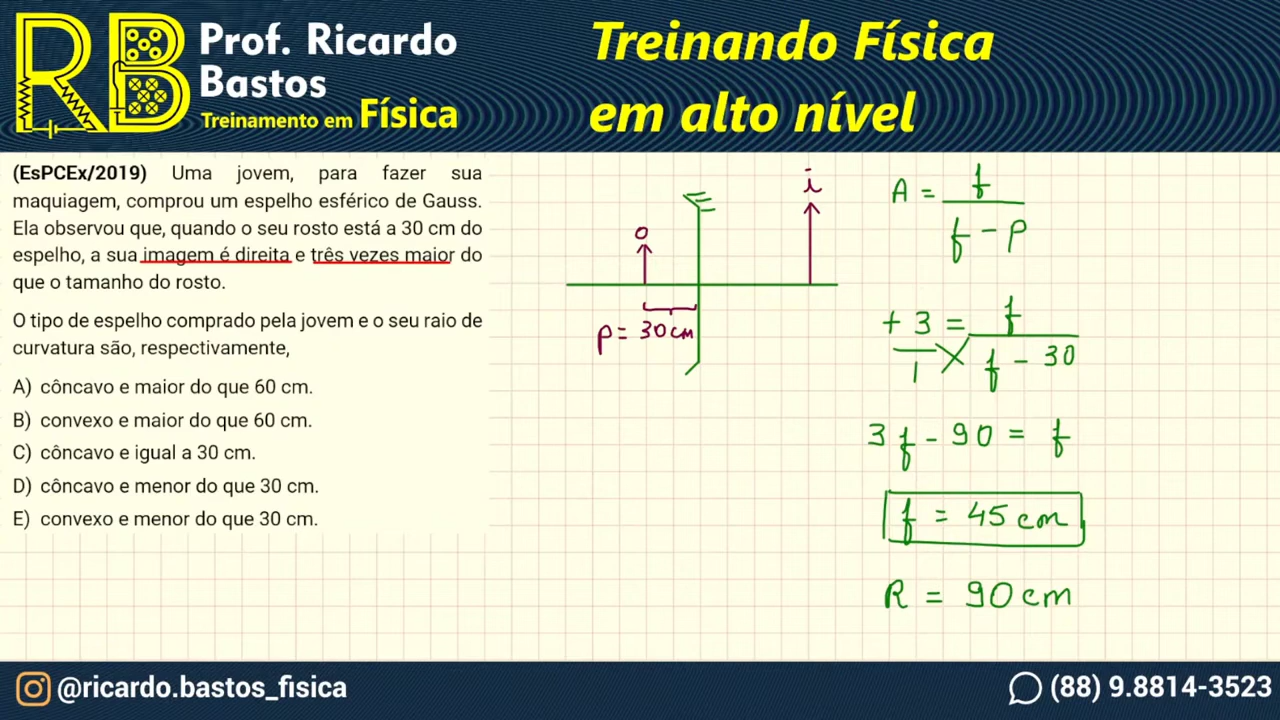 RB
Prof. Ricardo
Bastos
Treinamento em Física
Treinando Física
em alto nível
(EsPCEx/2019) Uma jovem, para fazer sua
maquiagem, comprou um espelho esférico de Gauss.
Ela observou que, quando o seu rosto está a 30 cm do
espelho, a sua imagem é direita e três vezes maior do
que o tamanho do rosto.
O tipo de espelho comprado pela jovem e o seu raio de
curvatura são, respectivamente,
A) côncavo e maior do que 60 cm.
B) convexo e maior do que 60 cm.
C) côncavo e igual a 30 cm.
D) côncavo e menor do que 30 cm.
E) convexo e menor do que 30 cm.
o
i
p = 30 cm
A = f
f - p
+ 3 = f
1 f - 30
3 f - 90 = f
f = 45 cm
R = 90 cm
@ricardo.bastos_fisica
(88) 9.8814-3523